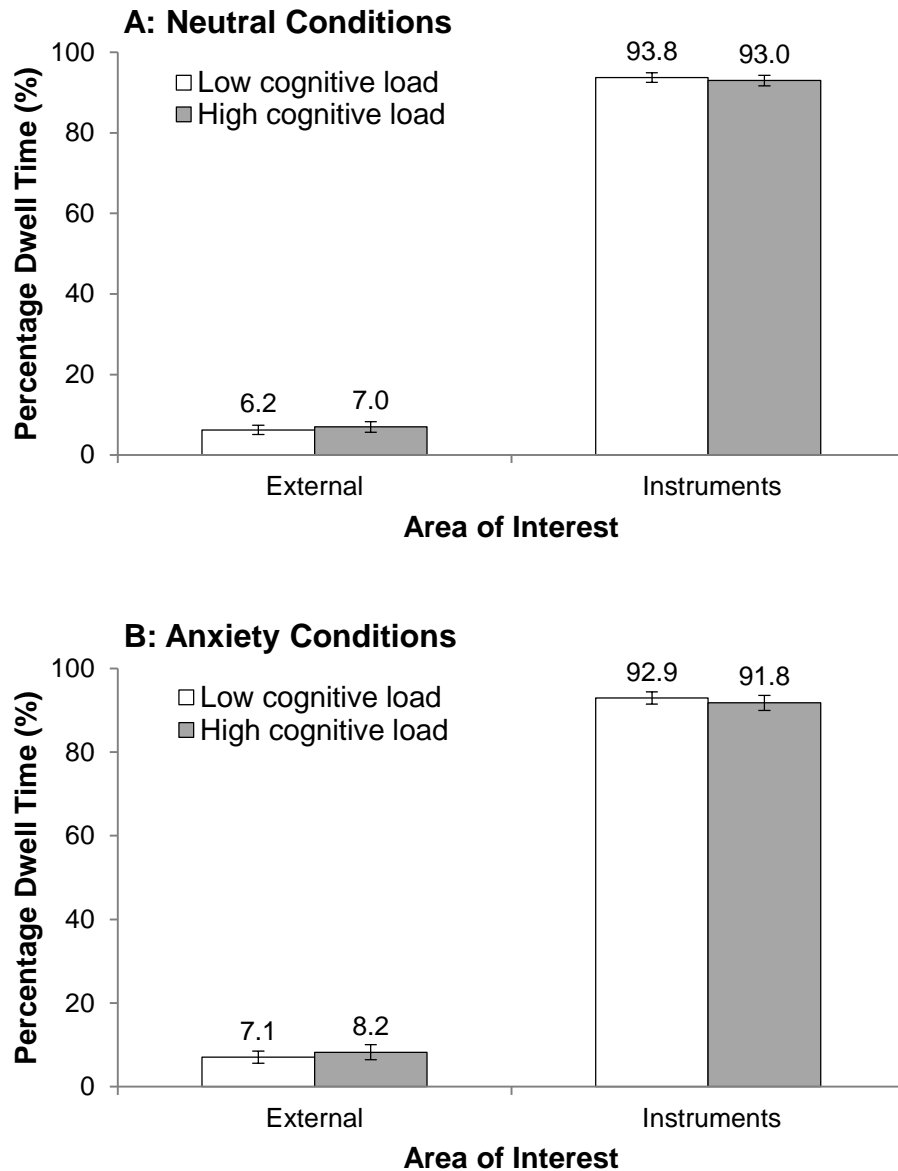 A: Neutral Conditions
Percentage Dwell Time (%)
100
80
60
40
20
0
Low cognitive load
High cognitive load
6.2
7.0
93.8
93.0
External
Instruments
Area of Interest
B: Anxiety Conditions
Percentage Dwell Time (%)
100
80
60
40
20
0
Low cognitive load
High cognitive load
7.1
8.2
92.9
91.8
External
Instruments
Area of Interest